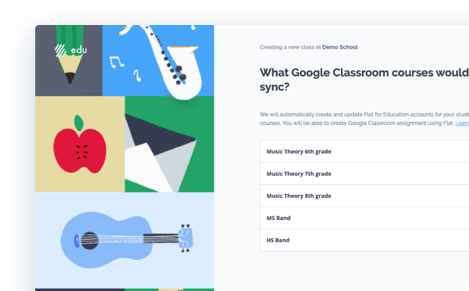 edu
Creating a new class at Demo School
What Google Classroom courses would
sync?
We will automatically create and update Flat for Education accounts for your stude
courses. You will be able to create Google Classroom assignment using Flat. Learn
Music Theory 6th grade
Music Theory 7th grade
Music Theory 8th grade
MS Band
HS Band